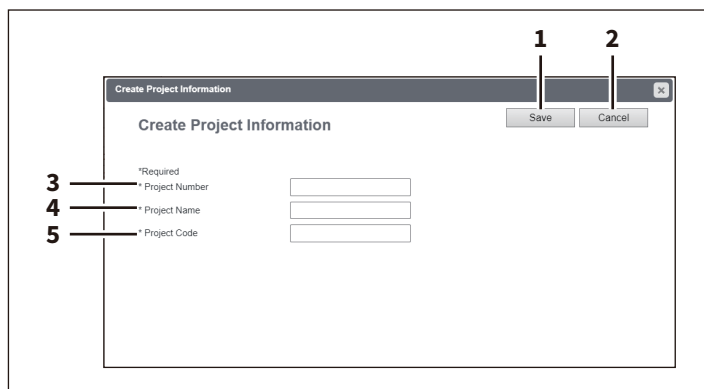 1 2
Create Project Information
Create Project Information
Save Cancel
*Required
3 * Project Number
4 * Project Name
5 * Project Code